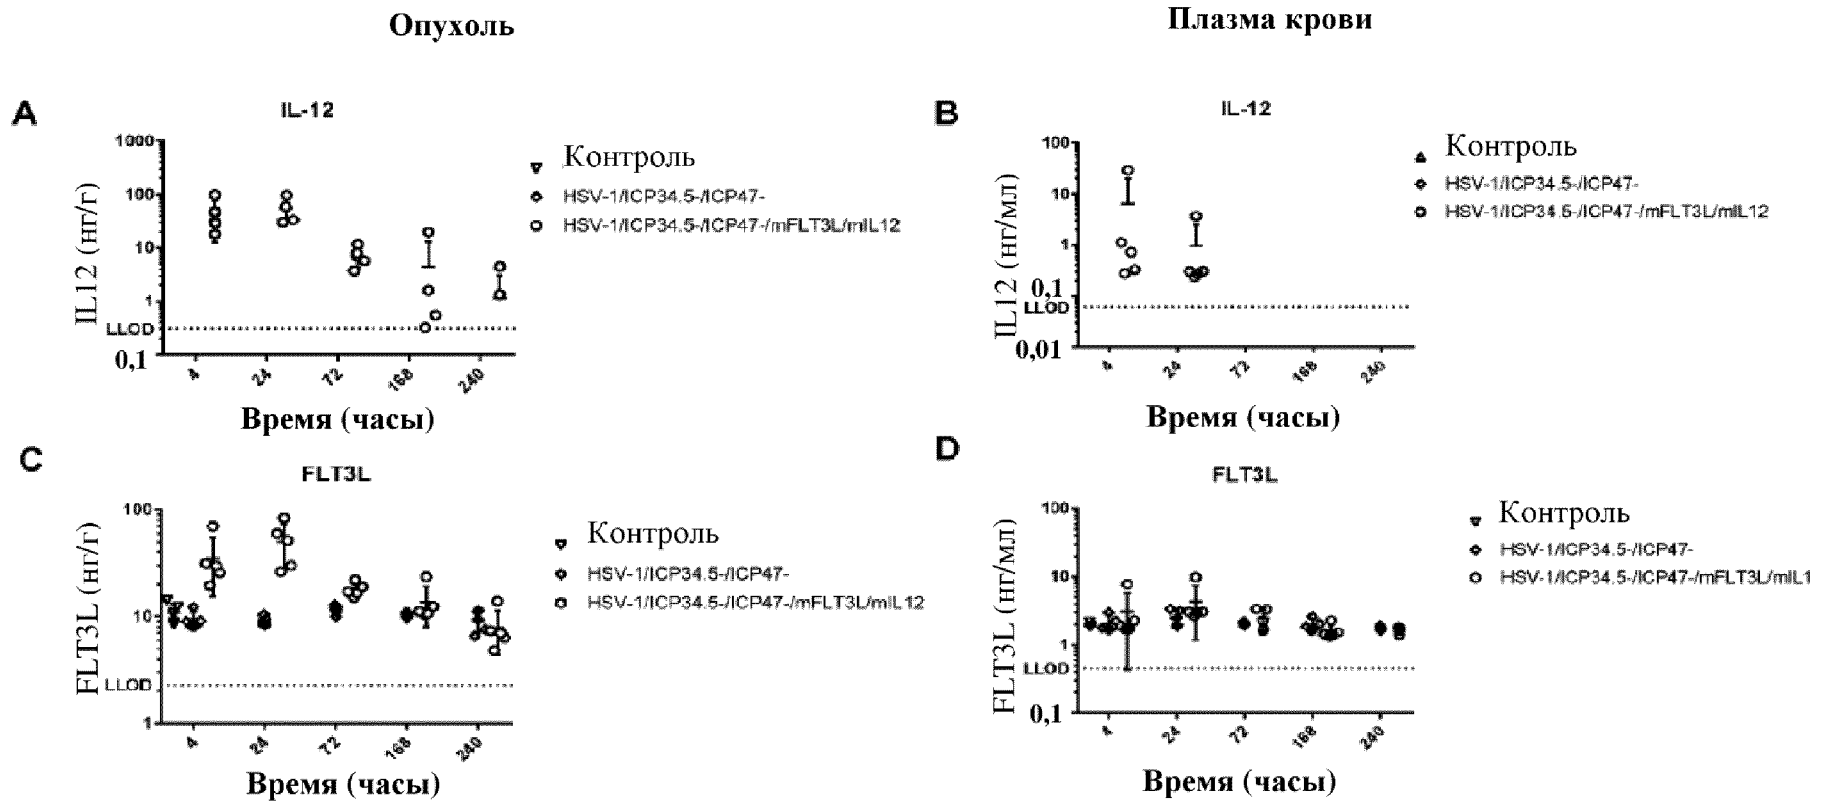 Опухоль
Плазма крови
A
IL-12
1000
100
10
1
LLOD
0,1
IL12 (нг/г)
4
24
72
168
240
Время (часы)
Контроль
HSV-1/ICP34.5-/ICP47-
HSV-1/ICP34.5-/ICP47-/mFLT3L/mIL12
B
IL-12
100
10
1
0,1
LLOD
0,01
IL12 (нг/мл)
4
24
72
168
240
Время (часы)
Контроль
HSV-1/ICP34.5-/ICP47-
HSV-1/ICP34.5-/ICP47-/mFLT3L/mIL12
C
FLT3L
100
10
LLOD
1
FLT3L (нг/г)
4
24
72
168
240
Время (часы)
Контроль
HSV-1/ICP34.5-/ICP47-
HSV-1/ICP34.5-/ICP47-/mFLT3L/mIL12
D
FLT3L
100
10
1
LLOD
0,1
FLT3L (нг/мл)
4
24
72
168
240
Время (часы)
Контроль
HSV-1/ICP34.5-/ICP47-
HSV-1/ICP34.5-/ICP47-/mFLT3L/mIL1